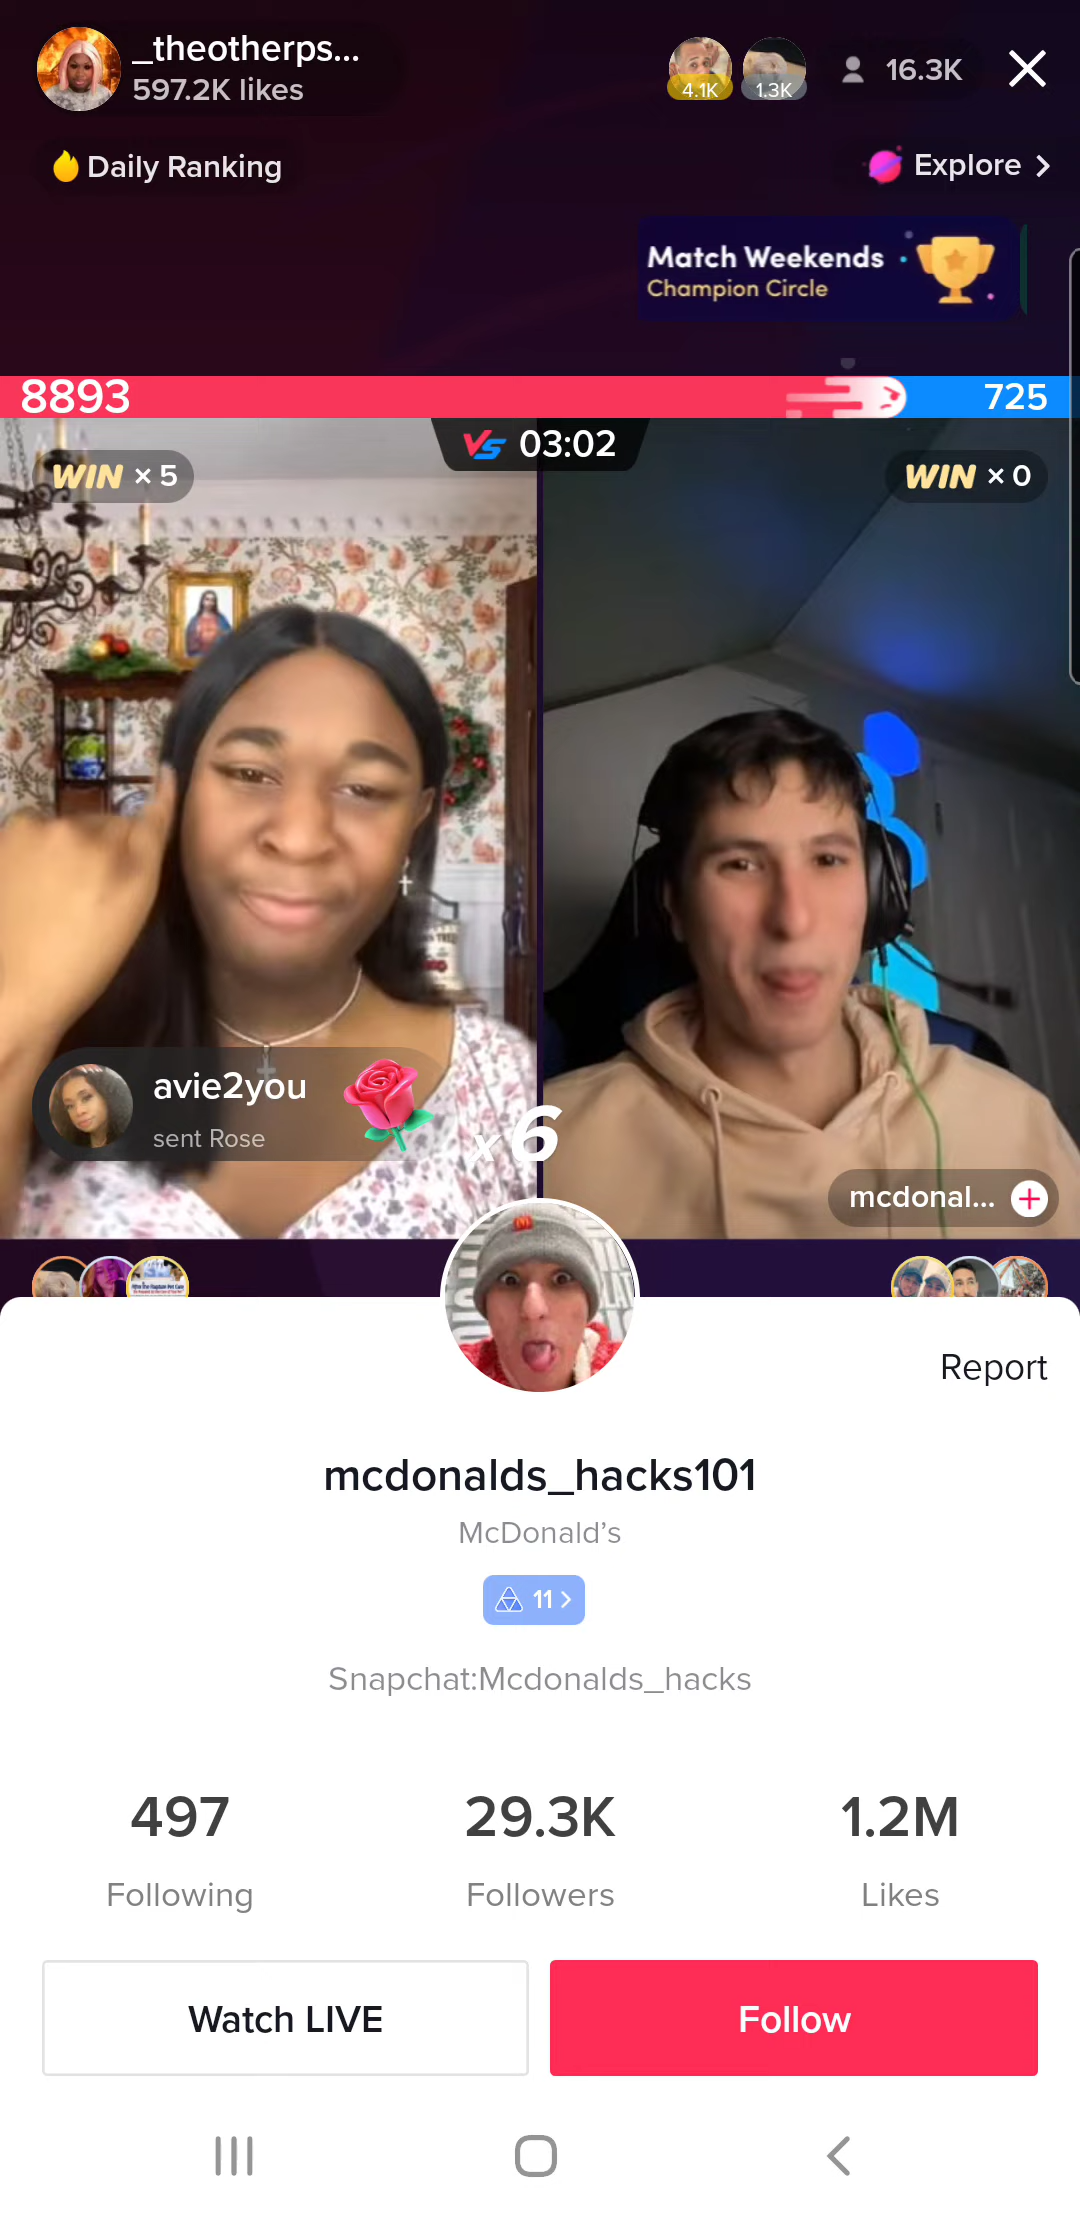 _theotherps...
597.2K likes
4.1K
1.3K
16.3K
Daily Ranking
Explore
Match Weekends
Champion Circle
8893
725
VS 03:02
WIN × 5
WIN × 0
avie2you
sent Rose
x 6
mcdonal...
Report
mcdonalds_hacks101
McDonald's
11
Snapchat:Mcdonalds_hacks
497
29.3K
1.2M
Following
Followers
Likes
Watch LIVE
Follow